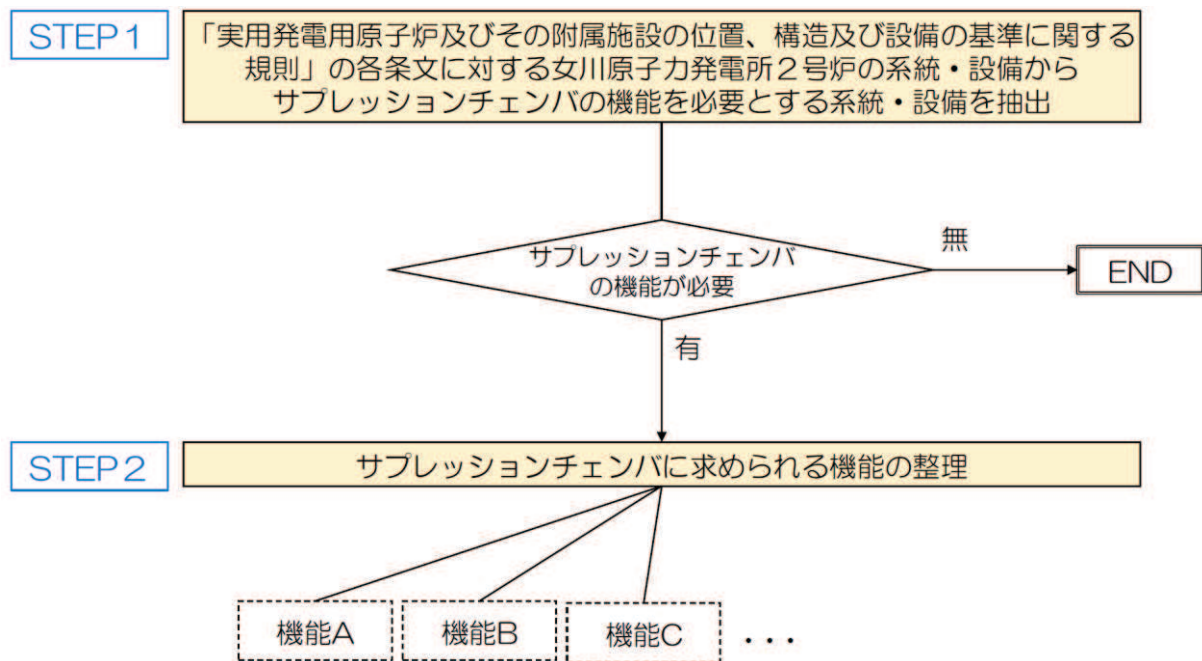 STEP1
「実用発電用原子炉及びその附属施設の位置、構造及び設備の基準に関する
規則」の各条文に対する女川原子力発電所2号炉の系統・設備から
サプレッションチェンバの機能を必要とする系統・設備を抽出
サプレッションチェンバ
の機能が必要
無
END
有
STEP2
サプレッションチェンバに求められる機能の整理
機能A
機能B
機能C
・・・